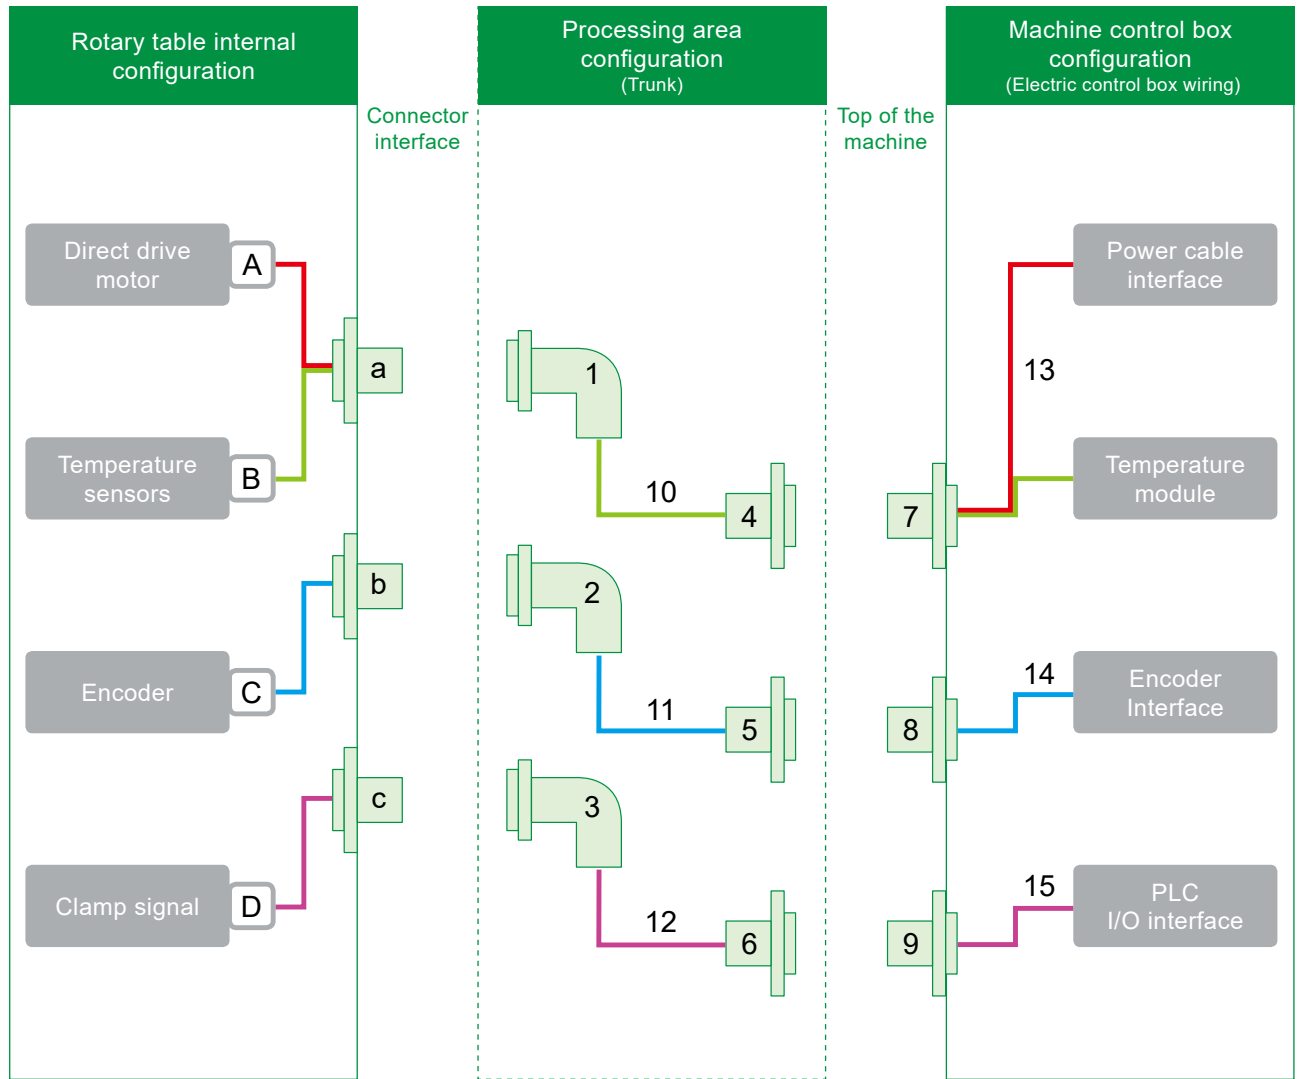 Rotary table internal
configuration
Processing area
configuration
(Trunk)
Machine control box
configuration
(Electric control box wiring)
Connector
interface
Top of the
machine
Direct drive
motor
A
a
Temperature
sensors
B
b
Encoder
C
c
Clamp signal
D
1
10
4
2
11
5
3
12
6
Power cable
interface
13
Temperature
module
7
14
Encoder
Interface
8
15
PLC
I/O interface
9